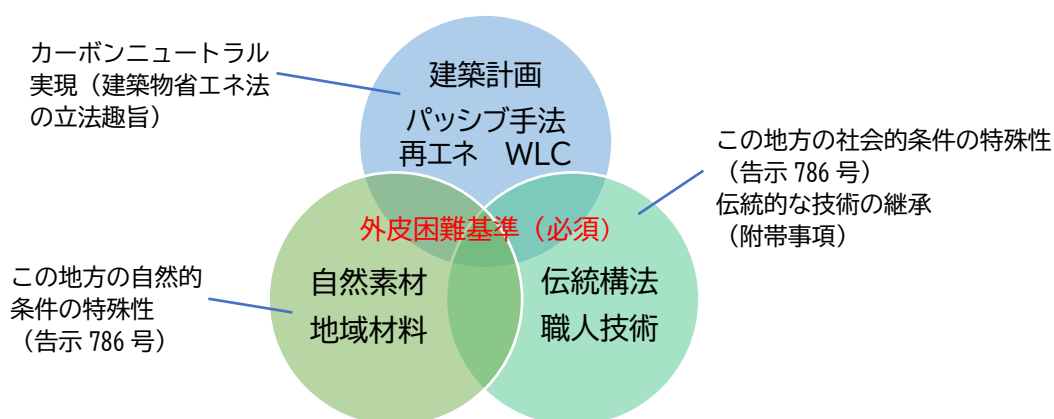 カーボンニュートラル
実現（建築物省エネ法
の立法趣旨）
建築計画
パッシブ手法
再エネ　WLC
この地方の社会的条件の特殊性
（告示 786 号）
伝統的な技術の継承
（附帯事項）
外皮困難基準（必須）
この地方の自然的
条件の特殊性
（告示 786 号）
自然素材
地域材料
伝統構法
職人技術